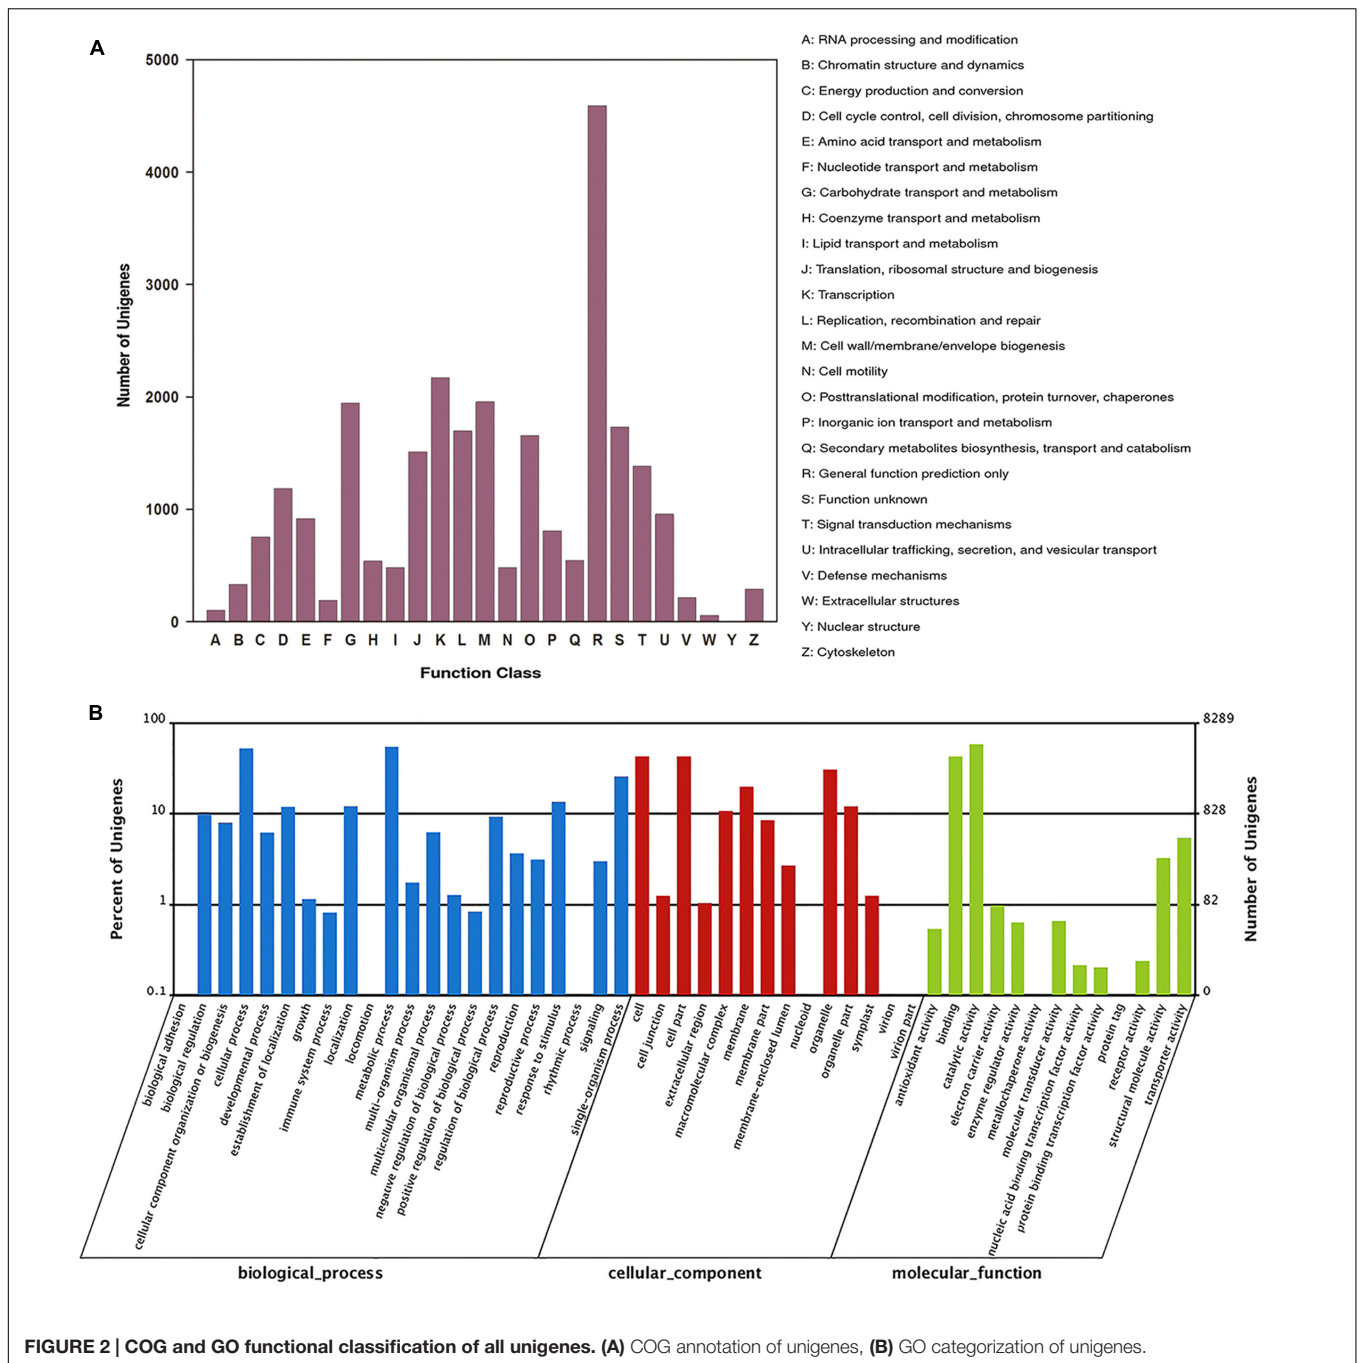 A
5000
4000
3000
2000
1000
0
Number of Unigenes
A B C D E F G H I J K L M N O P Q R S T U V W Y Z
Function Class
A: RNA processing and modification
B: Chromatin structure and dynamics
C: Energy production and conversion
D: Cell cycle control, cell division, chromosome partitioning
E: Amino acid transport and metabolism
F: Nucleotide transport and metabolism
G: Carbohydrate transport and metabolism
H: Coenzyme transport and metabolism
I: Lipid transport and metabolism
J: Translation, ribosomal structure and biogenesis
K: Transcription
L: Replication, recombination and repair
M: Cell wall/membrane/envelope biogenesis
N: Cell motility
O: Posttranslational modification, protein turnover, chaperones
P: Inorganic ion transport and metabolism
Q: Secondary metabolites biosynthesis, transport and catabolism
R: General function prediction only
S: Function unknown
T: Signal transduction mechanisms
U: Intracellular trafficking, secretion, and vesicular transport
V: Defense mechanisms
W: Extracellular structures
Y: Nuclear structure
Z: Cytoskeleton
B
100
10
1
0.1
Percent of Unigenes
8289
828
82
0
Number of Unigenes
biological adhesion
biological regulation
cellular component organization or biogenesis
cellular process
developmental process
establishment of localization
growth
immune system process
localization
locomotion
metabolic process
multi-organism process
multicellular organismal process
negative regulation of biological process
positive regulation of biological process
regulation of biological process
reproduction
reproductive process
response to stimulus
rhythmic process
signaling
single-organism process
cell
cell junction
cell part
extracellular region
macromolecular complex
membrane
membrane part
membrane-enclosed lumen
nucleoid
organelle
organelle part
symplast
virion
virion part
antioxidant activity
binding
catalytic activity
electron carrier activity
enzyme regulator activity
metallochaperone activity
molecular transducer activity
nucleic acid binding transcription factor activity
protein binding transcription factor activity
protein tag
receptor activity
structural molecule activity
transporter activity
biological_process
cellular_component
molecular_function
FIGURE 2 | COG and GO functional classification of all unigenes. (A) COG annotation of unigenes, (B) GO categorization of unigenes.